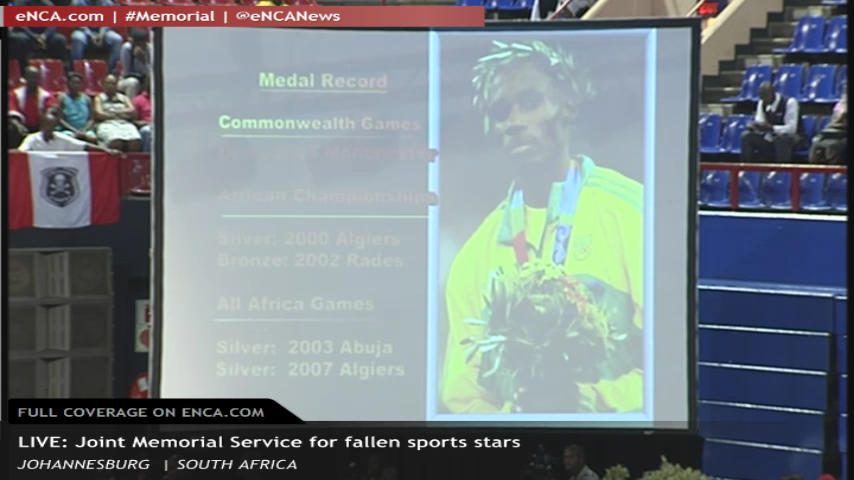 eNCA.com | #Memorial | @eNCANews
Medal Record
Commonwealth Games
Manchester
African Championships
Silver: 2000 Algiers
Bronze: 2002 Rades
All Africa Games
Silver: 2003 Abuja
Silver: 2007 Algiers
FULL COVERAGE ON ENCA.COM
LIVE: Joint Memorial Service for fallen sports stars
JOHANNESBURG | SOUTH AFRICA